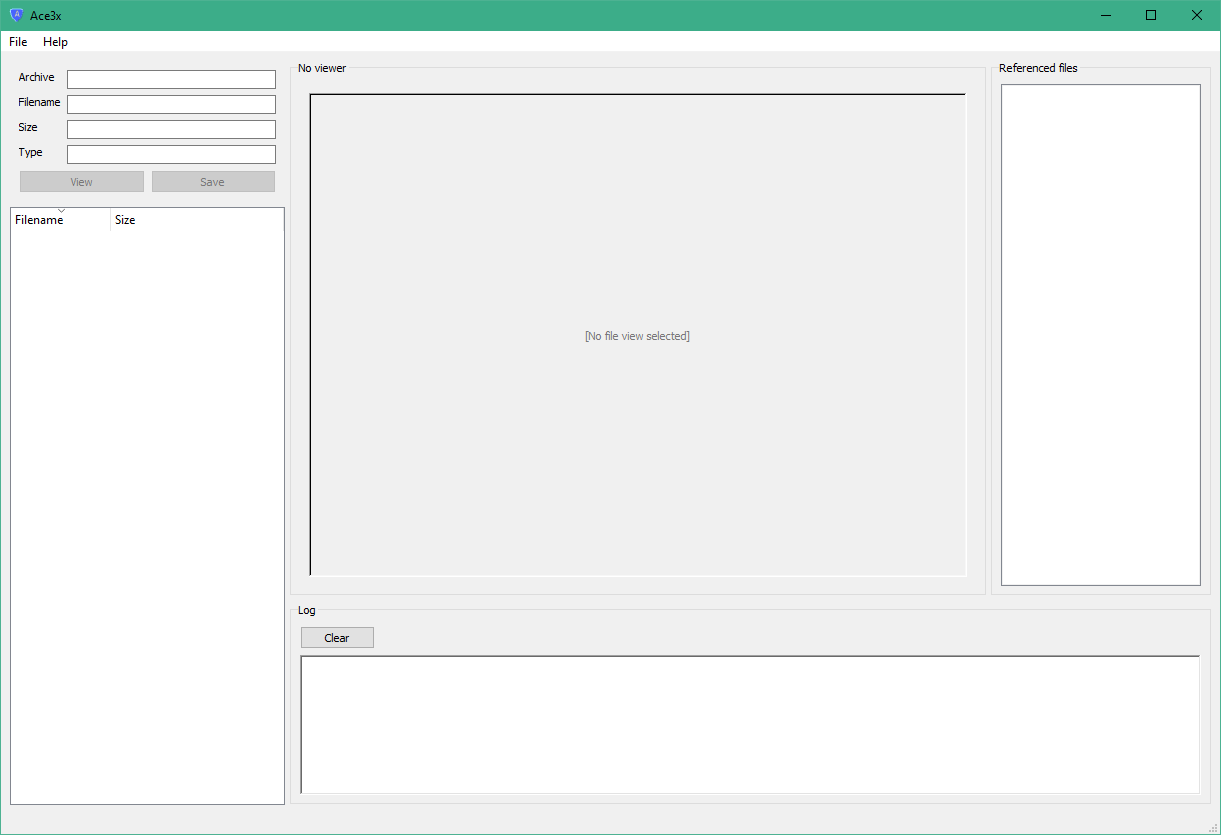 Ace3x
File Help
Archive
Filename
Size
Type
View Save
Filename Size
No viewer
[No file view selected]
Referenced files
Log
Clear